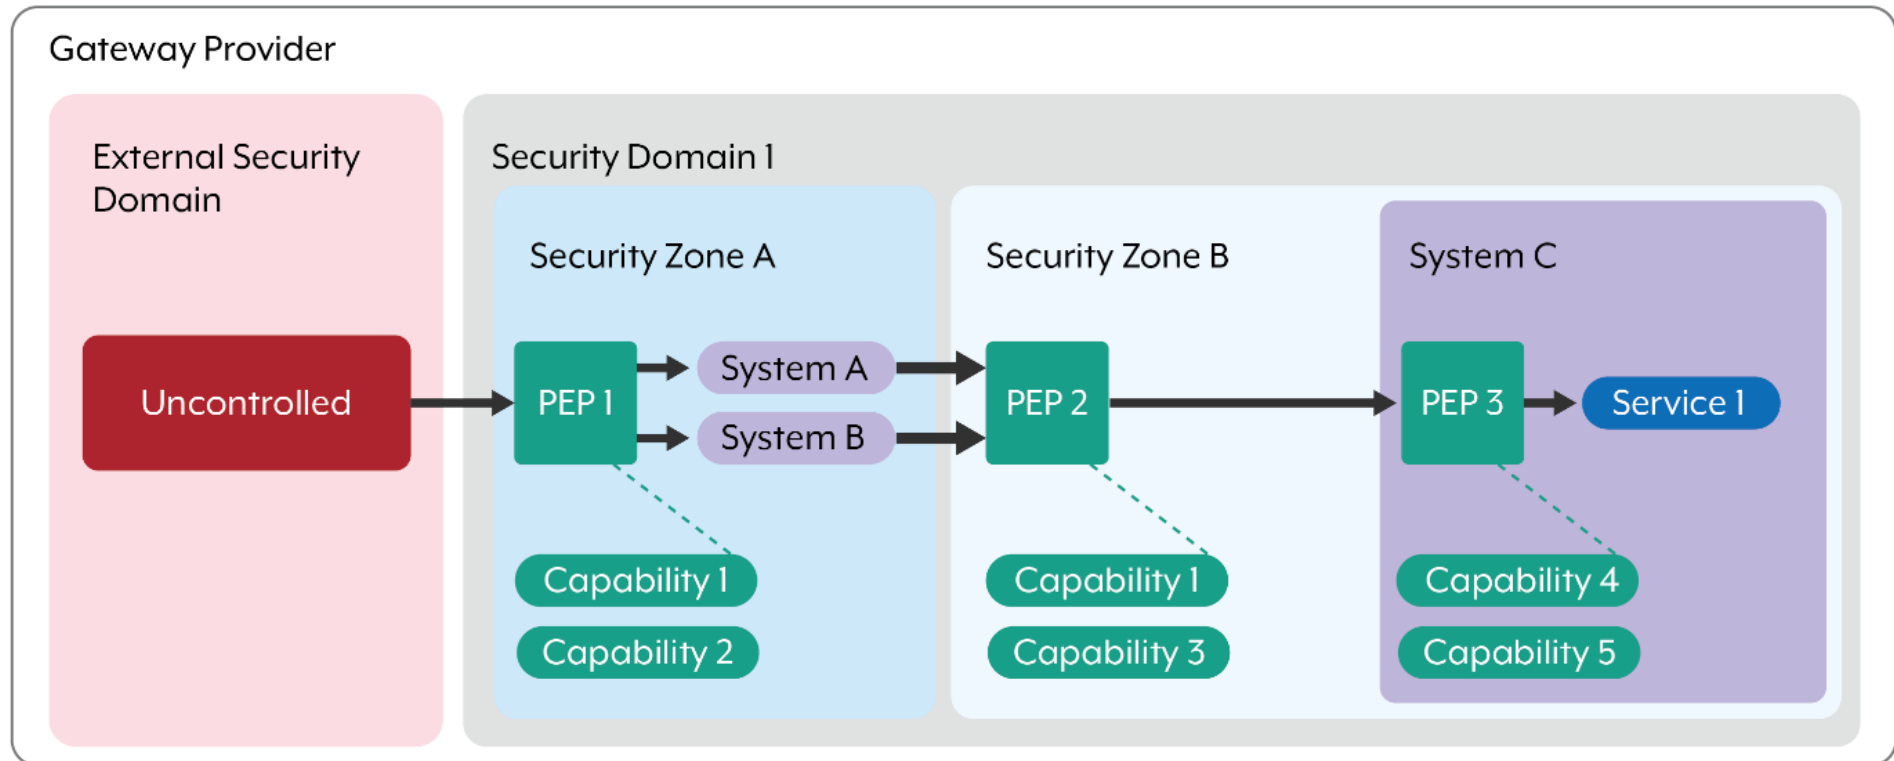 Gateway Provider
External Security
Domain
Security Domain 1
Security Zone A
Security Zone B
System C
Uncontrolled
PEP 1
System A
System B
PEP 2
PEP 3
Service 1
Capability 1
Capability 2
Capability 1
Capability 3
Capability 4
Capability 5